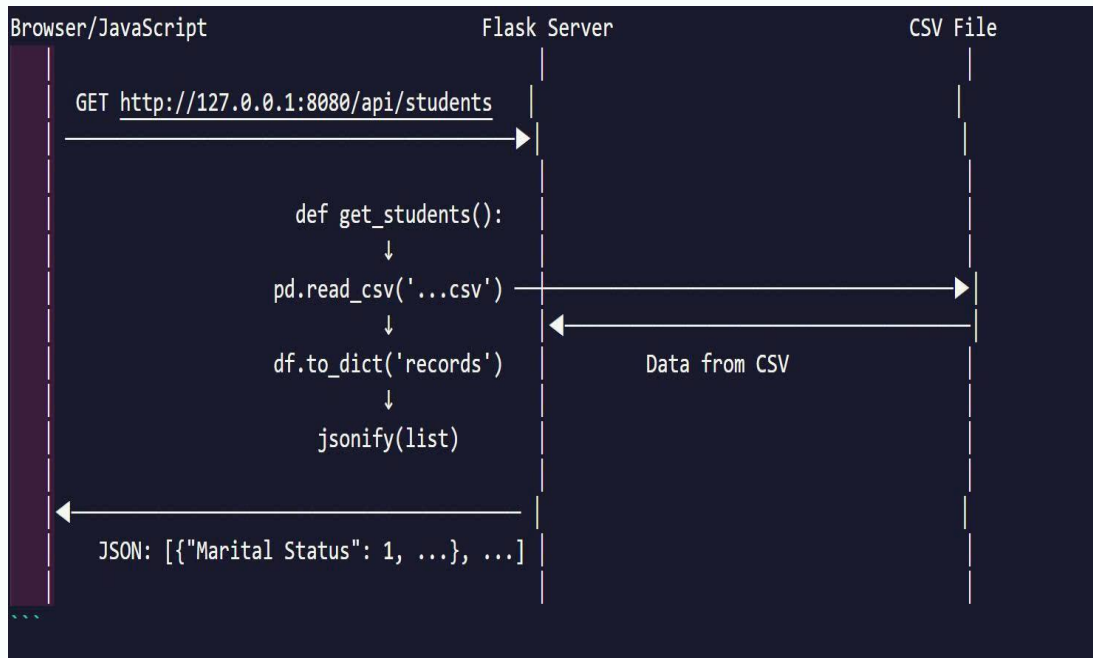 Browser/JavaScript Flask Server CSV File
GET http://127.0.0.1:8080/api/students
def get_students():
↓
pd.read_csv('...csv')
↓
df.to_dict('records') Data from CSV
↓
jsonify(list)
JSON: [{"Marital Status": 1, ...}, ...]
```